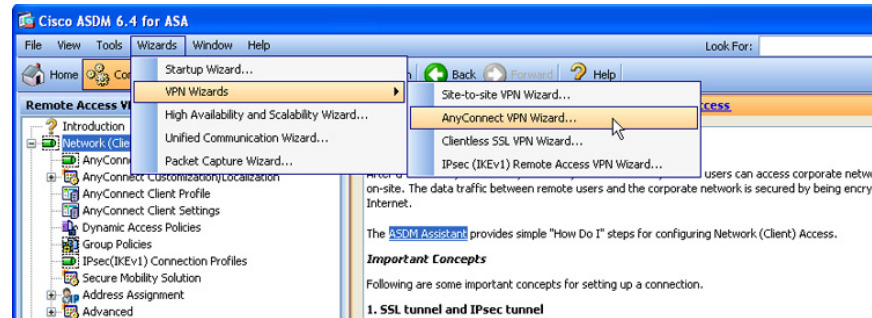 Cisco ASDM 6.4 for ASA
File View Tools Wizards Window Help Look For:
Home Back Forward Help
Startup Wizard...
VPN Wizards
High Availability and Scalability Wizard...
Unified Communication Wizard...
Packet Capture Wizard...
Site-to-site VPN Wizard...
AnyConnect VPN Wizard...
Clientless SSL VPN Wizard...
IPsec (IKEv1) Remote Access VPN Wizard...
Remote Access
Introduction
Network (Clie
AnyConn
AnyConnect Customization/Localization
AnyConnect Client Profile
AnyConnect Client Settings
Dynamic Access Policies
Group Policies
IPsec(IKEv1) Connection Profiles
Secure Mobility Solution
Address Assignment
Advanced
users can access corporate netw
on-site. The data traffic between remote users and the corporate network is secured by being encry
Internet.
The ASDM Assistant provides simple "How Do I" steps for configuring Network (Client) Access.
Important Concepts
Following are some important concepts for setting up a connection.
1. SSL tunnel and IPsec tunnel